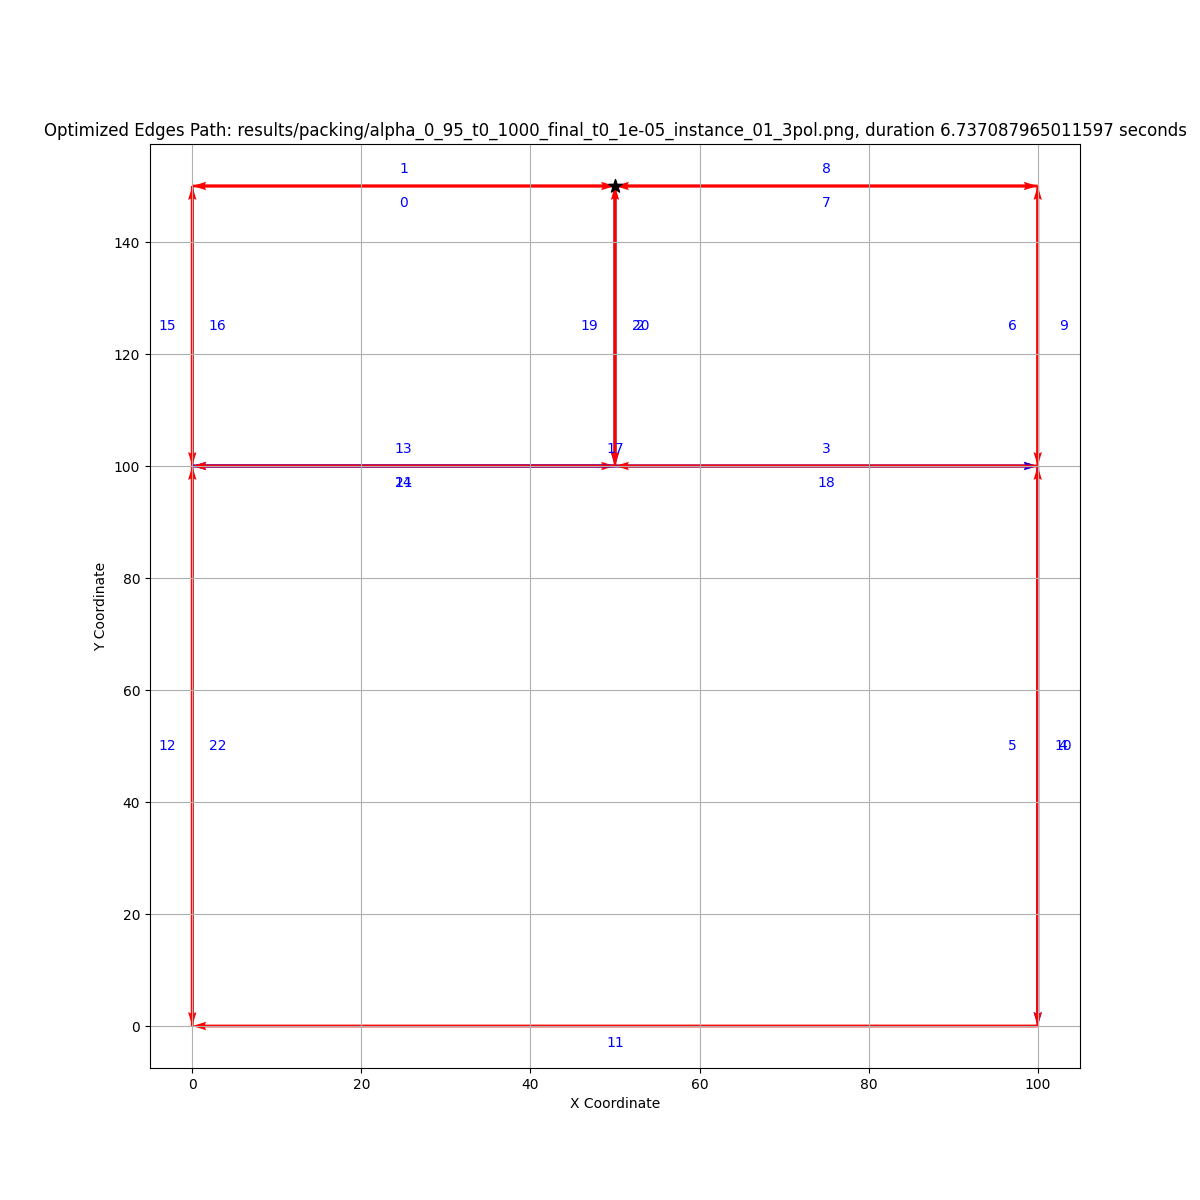 Optimized Edges Path: results/packing/alpha_0_95_t0_1000_final_t0_1e-05_instance_01_3pol.png, duration 6.737087965011597 seconds
1 8
0 7
140
15 16 19 20 6 9
120
13 17 3
100
18
80
Y Coordinate
60
12 22 5
40
20
0
11
0 20 40 60 80 100
X Coordinate